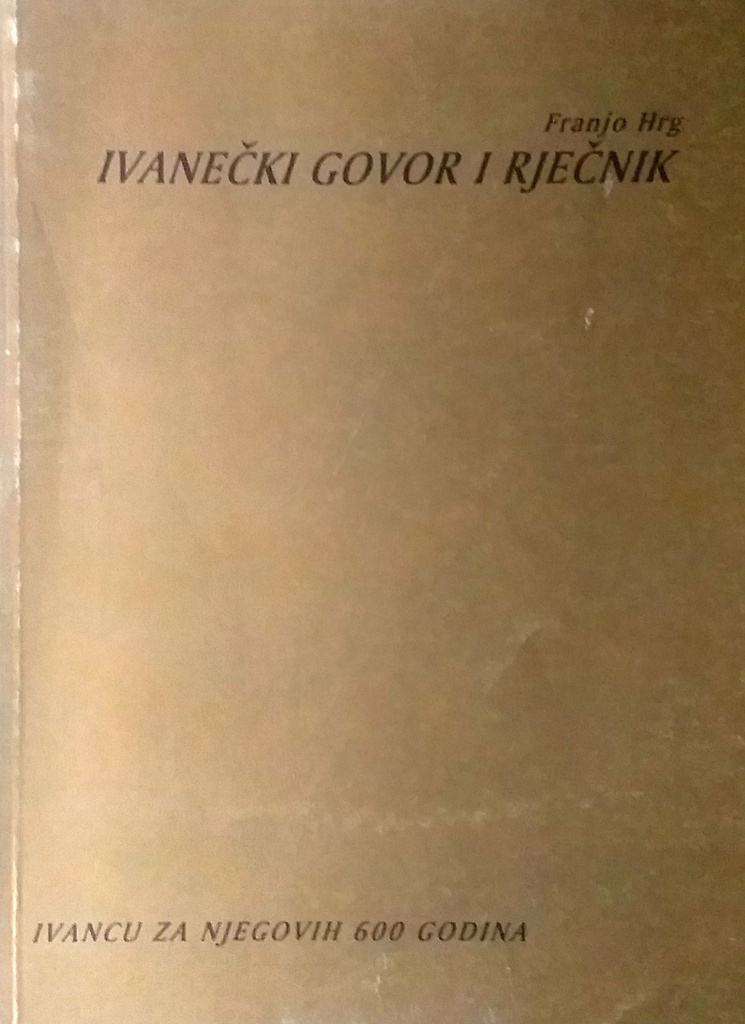 Franjo Hrg
IVANEČKI GOVOR I RJEČNIK
IVANCU ZA NJEGOVIH 600 GODINA